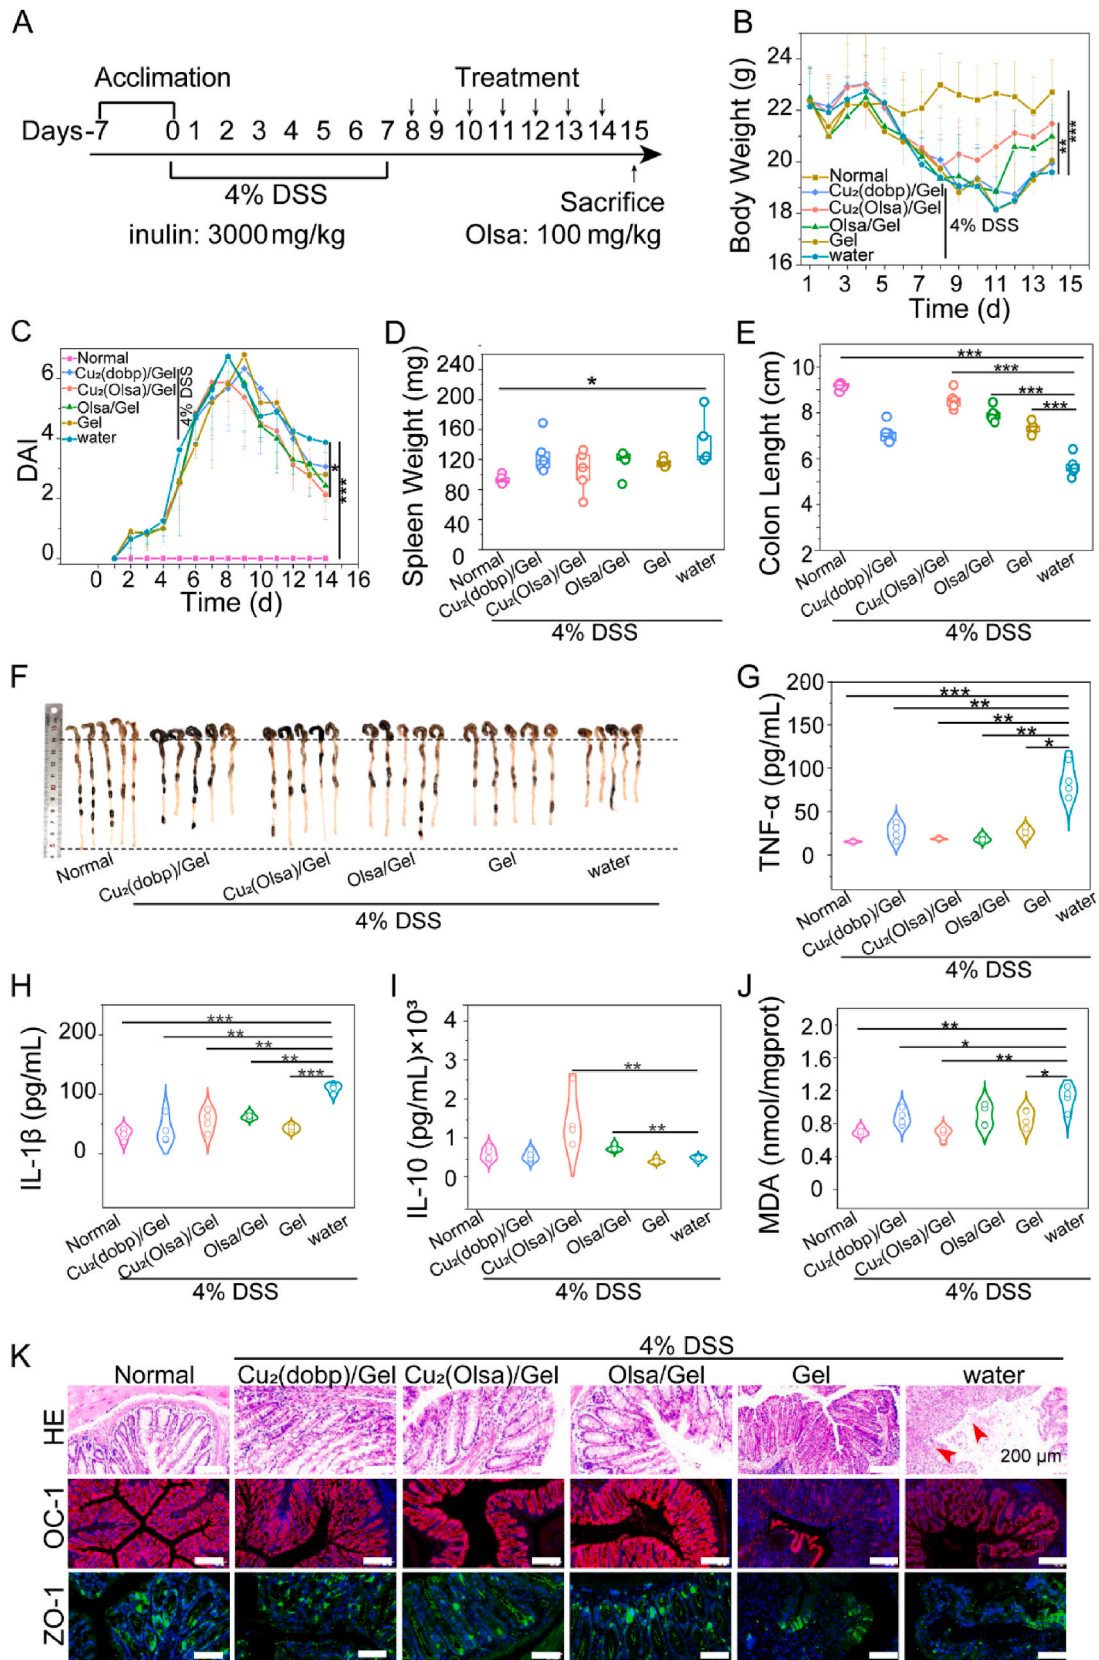 A
Acclimation
Treatment
Days -7 0 1 2 3 4 5 6 7 8 9 10 11 12 13 14 15
4% DSS
Sacrifice
inulin: 3000 mg/kg
Olsa: 100 mg/kg
B
Body Weight (g)
24
22
20
18
16
Normal
Cu₂(dobp)/Gel
Cu₂(Olsa)/Gel
Olsa/Gel
Gel
water
4% DSS
**
***
1 3 5 7 9 11 13 15
Time (d)
C
DAI
6
4
2
0
Normal
Cu₂(dobp)/Gel
Cu₂(Olsa)/Gel
Olsa/Gel
Gel
water
4% DSS
*
***
0 2 4 6 8 10 12 14 16
Time (d)
D
Spleen Weight (mg)
240
200
160
120
80
40
0
*
Normal
Cu₂(dobp)/Gel
Cu₂(Olsa)/Gel
Olsa/Gel
Gel
water
4% DSS
E
Colon Lenght (cm)
10
8
6
4
2
***
***
***
***
Normal
Cu₂(dobp)/Gel
Cu₂(Olsa)/Gel
Olsa/Gel
Gel
water
4% DSS
F
Normal
Cu₂(dobp)/Gel
Cu₂(Olsa)/Gel
Olsa/Gel
Gel
water
4% DSS
G
TNF-α (pg/mL)
200
150
100
50
0
***
**
**
**
*
Normal
Cu₂(dobp)/Gel
Cu₂(Olsa)/Gel
Olsa/Gel
Gel
water
4% DSS
H
IL-1β (pg/mL)
200
100
0
***
**
**
**
***
Normal
Cu₂(dobp)/Gel
Cu₂(Olsa)/Gel
Olsa/Gel
Gel
water
4% DSS
I
IL-10 (pg/mL)×10³
4
3
2
1
0
**
**
Normal
Cu₂(dobp)/Gel
Cu₂(Olsa)/Gel
Olsa/Gel
Gel
water
4% DSS
J
MDA (nmol/mgprot)
2.0
1.6
1.2
0.8
0.4
0
**
*
**
*
Normal
Cu₂(dobp)/Gel
Cu₂(Olsa)/Gel
Olsa/Gel
Gel
water
4% DSS
K
4% DSS
Normal Cu₂(dobp)/Gel Cu₂(Olsa)/Gel Olsa/Gel Gel water
HE
200 μm
OC-1
ZO-1